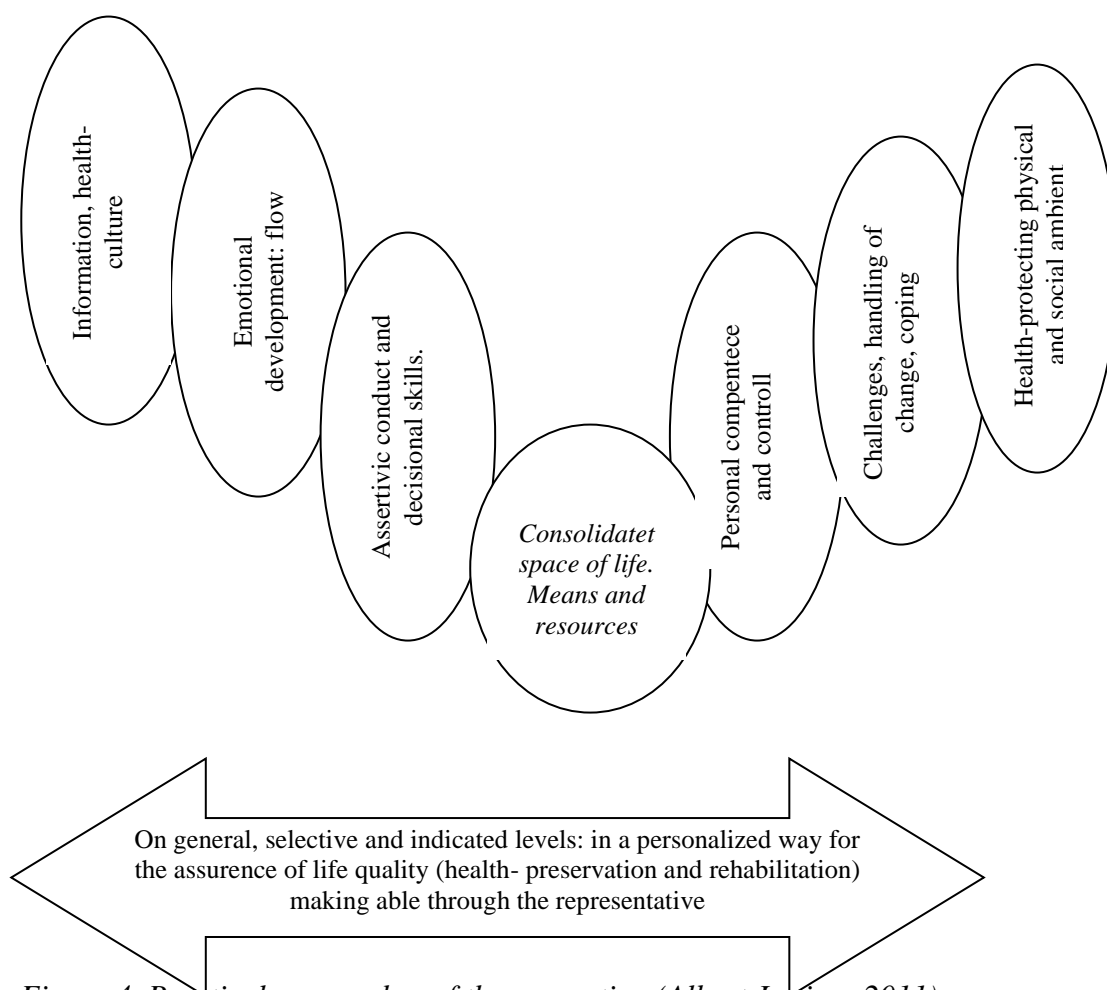 Information, health-
culture
Emotional
development: flow
Assertivic conduct and
decisional skills.
Consolidatet
space of life.
Means and
resources
Personal compentece
and controll
Challenges, handling of
change, coping
Health-protecting physical
and social ambient
On general, selective and indicated levels: in a personalized way for
the assurence of life quality (health- preservation and rehabilitation)
making able through the representative
Figure 4: of the (Albert-Lőrincz, 2011)